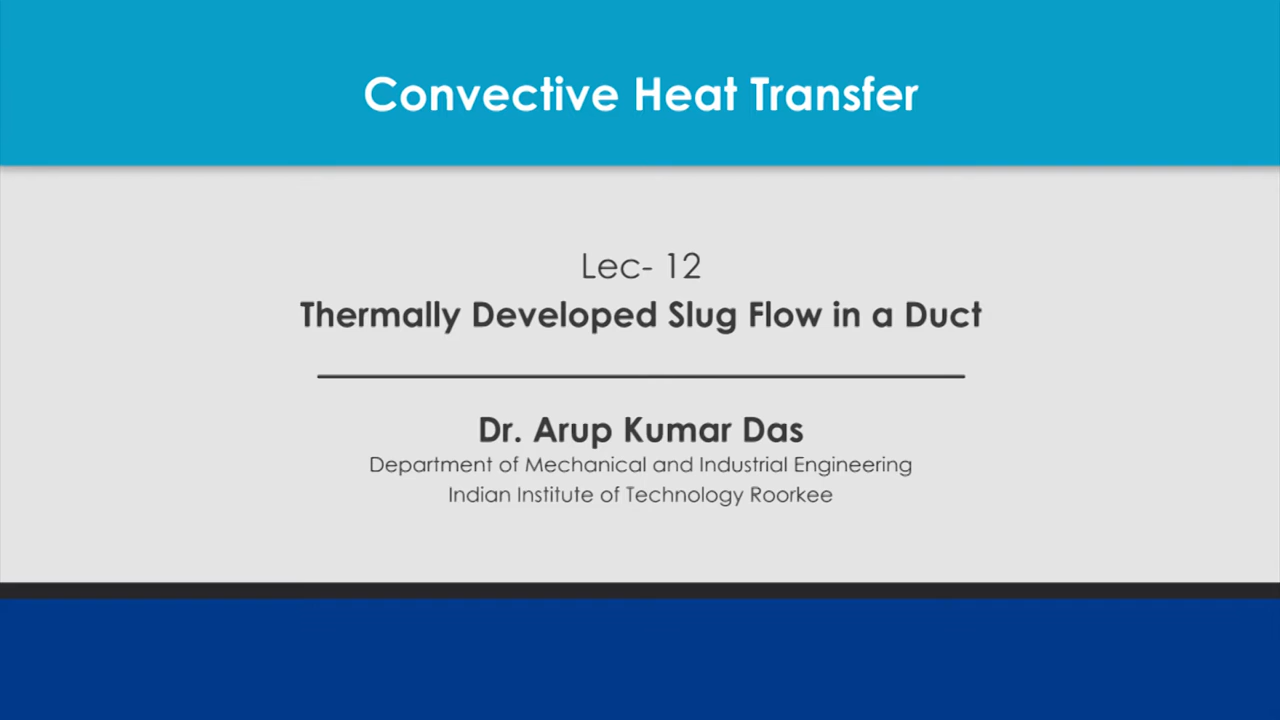 Convective Heat Transfer
Lec- 12
Thermally Developed Slug Flow in a Duct
Dr. Arup Kumar Das
Department of Mechanical and Industrial Engineering
Indian Institute of Technology Roorkee